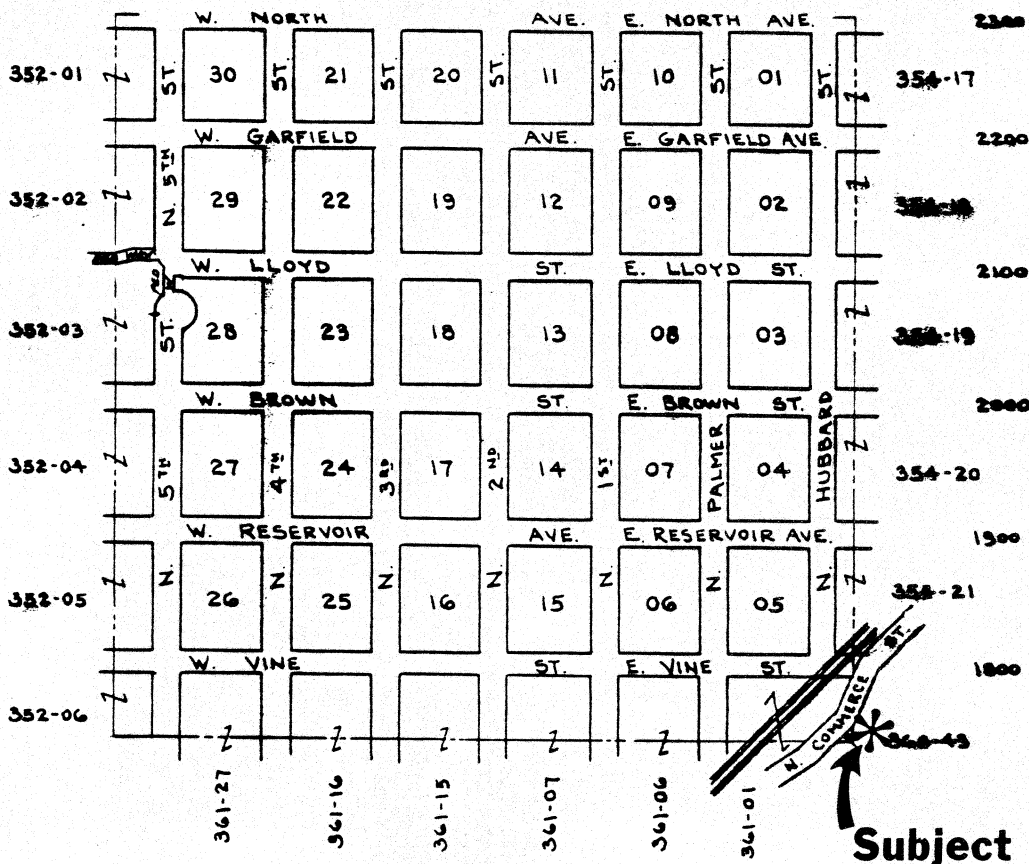 W. NORTH AVE. E. NORTH AVE. 2300
352-01 ST. 30 ST. 21 ST. 20 ST. 11 ST. 10 ST. 01 ST. 354-17
W. GARFIELD AVE. E. GARFIELD AVE. 2200
352-02 N. 5TH 29 22 19 12 09 02
W. LLOYD ST. E. LLOYD ST. 2100
352-03 ST. 28 23 18 13 08 03 -19
W. BROWN ST. E. BROWN ST. 2000
352-04 5TH 27 4TH 24 3RD 17 2ND 14 1ST 07 PALMER 04 HUBBARD 354-20
W. RESERVOIR AVE. E. RESERVOIR AVE. 1900
352-05 N. 26 N. 25 N. 16 N. 15 N. 06 N. 05 N. 354-21
W. VINE ST. E. VINE ST. 1800
352-06 N. COMMERCE ST.
361-27 361-16 361-15 361-07 361-06 361-01
Subject